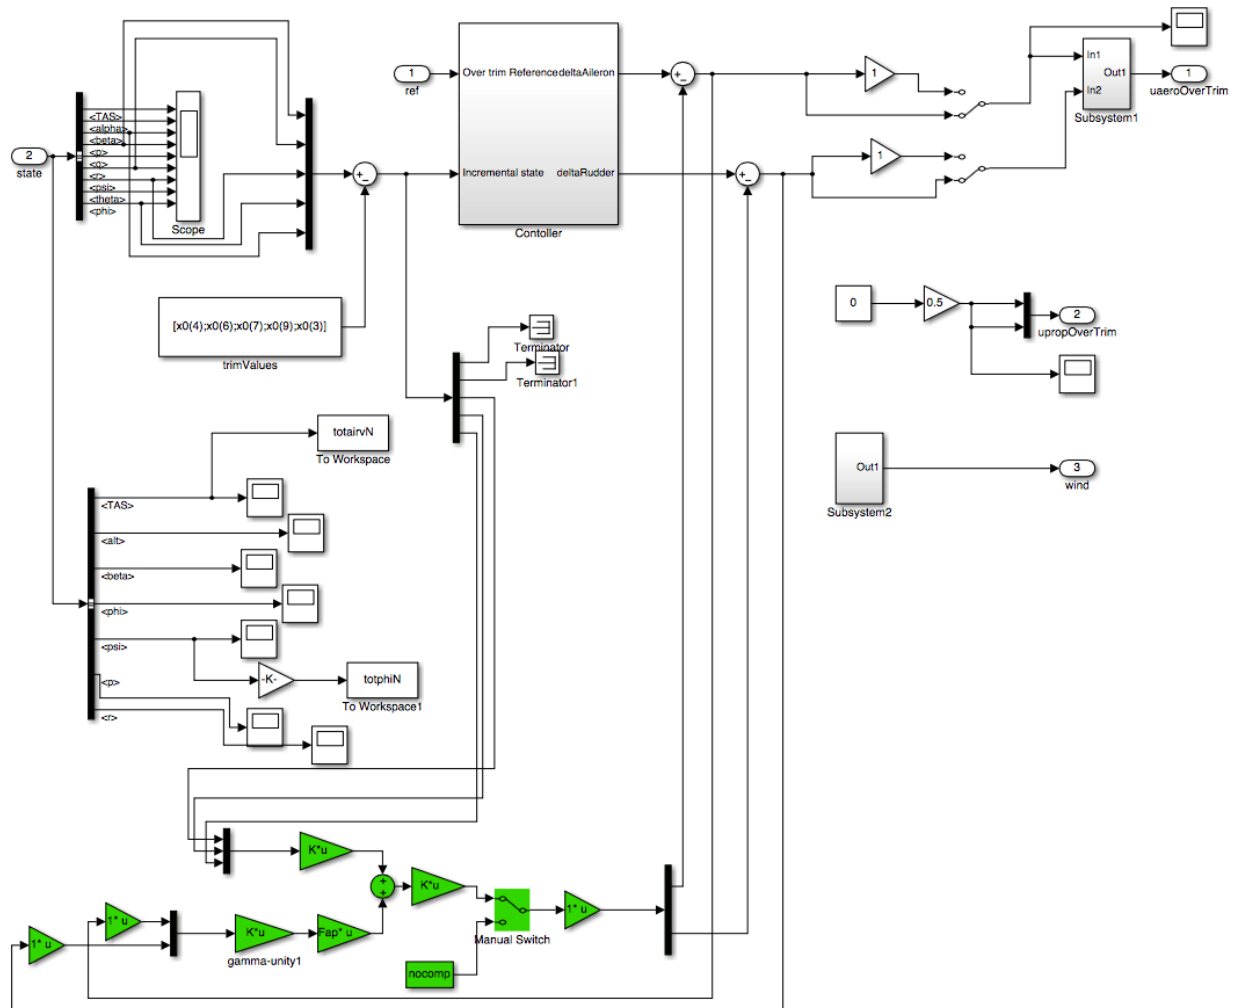 1
ref
Over trim Reference
deltaAileron
Incremental state
deltaRudder
Contoller
+
-
+
-
1
1
In1
In2
Out1
Subsystem1
1
uaeroOverTrim
2
state
<TAS>
<alpha>
<beta>
<p>
<q>
<r>
<psi>
<theta>
<phi>
Scope
+
-
[x0(4);x0(6);x0(7);x0(9);x0(3)]
trimValues
Terminator
Terminator1
0
0.5
2
upropOverTrim
totairvN
To Workspace
Out1
Subsystem2
3
wind
<TAS>
<alt>
<beta>
<phi>
<psi>
<p>
<r>
-K-
totphiN
To Workspace1
K*u
+
+
K*u
Manual Switch
1* u
1* u
1* u
K*u
gamma-unity1
Fap* u
nocomp